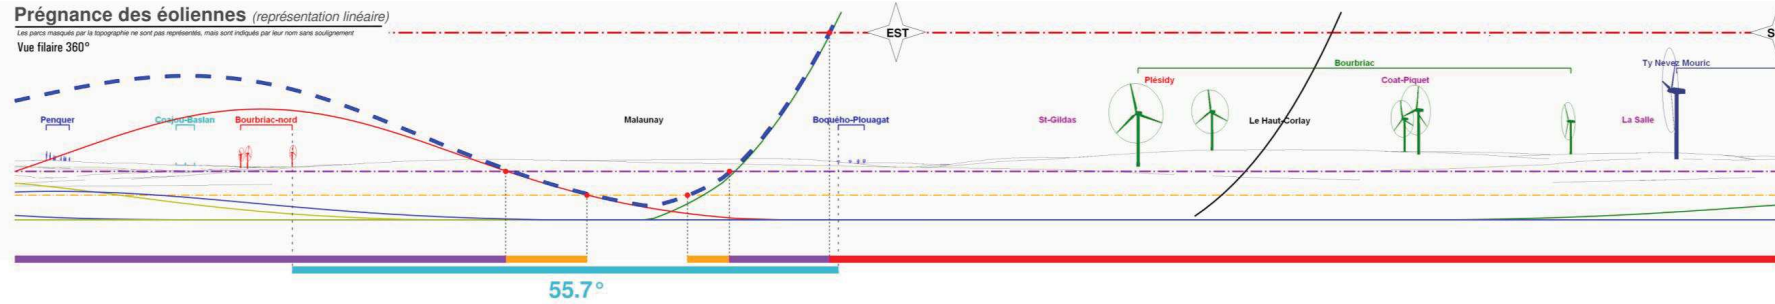 Prégnance des éoliennes (représentation linéaire)
Les parcs masqués par la topographie ne sont pas représentés, mais sont indiqués par leur nom sans soulignement
Vue filaire 360°
EST
S
Bourbriac
Ty Nevez Mouric
Plésidy
Coat-Piquet
Penquer
Coajou-Baslan
Bourbriac-nord
Malaunay
Boquého-Plouagat
St-Gildas
Le Haut-Corlay
La Salle
55.7°